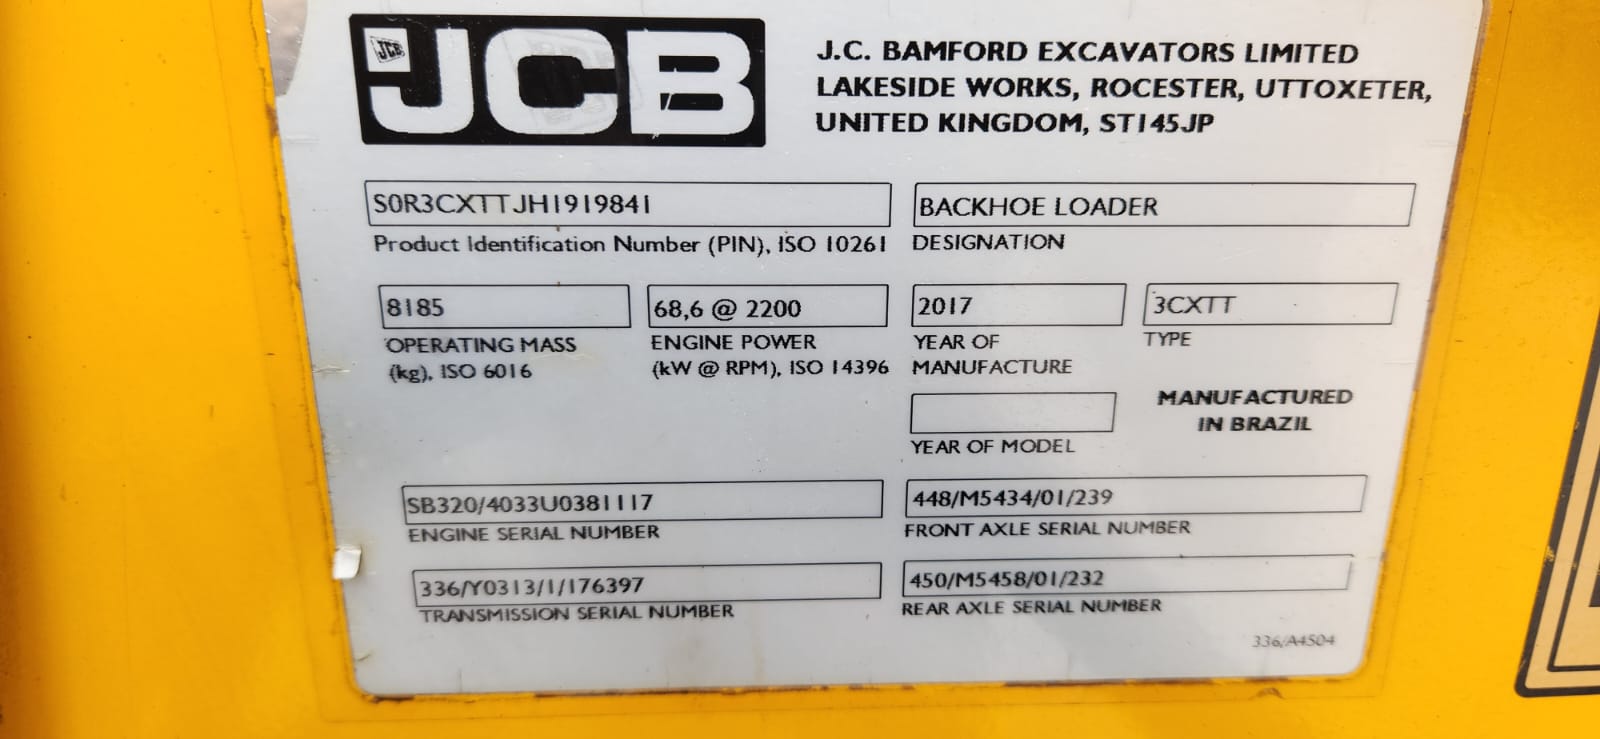 JCB
JCB
J.C. BAMFORD EXCAVATORS LIMITED
LAKESIDE WORKS, ROCESTER, UTTOXETER,
UNITED KINGDOM, ST145JP
S0R3CXTTJH1919841
Product Identification Number (PIN), ISO 10261
BACKHOE LOADER
DESIGNATION
8185
OPERATING MASS
(kg), ISO 6016
68,6 @ 2200
ENGINE POWER
(kW @ RPM), ISO 14396
2017
YEAR OF
MANUFACTURE
3CXTT
TYPE
YEAR OF MODEL
MANUFACTURED
IN BRAZIL
SB320/4033U0381117
ENGINE SERIAL NUMBER
448/M5434/01/239
FRONT AXLE SERIAL NUMBER
336/Y0313/1/176397
TRANSMISSION SERIAL NUMBER
450/M5458/01/232
REAR AXLE SERIAL NUMBER
336/A4504